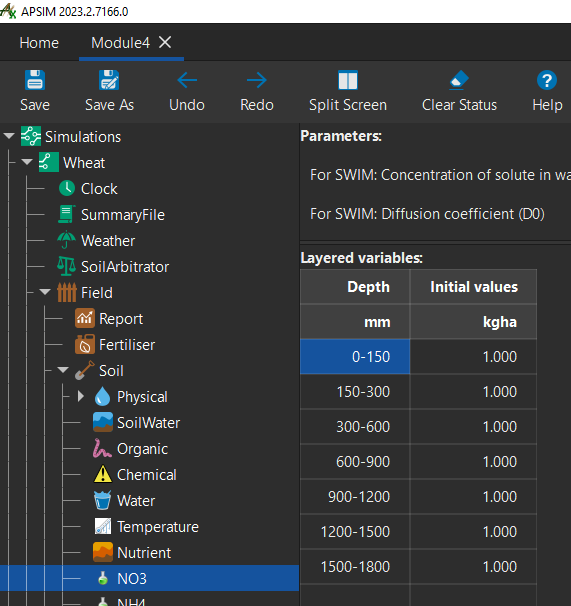 APSIM 2023.2.7166.0
Home Module4
Save Save As Undo Redo Split Screen Clear Status Help
Simulations
Wheat
Clock
SummaryFile
Weather
SoilArbitrator
Field
Report
Fertiliser
Soil
Physical
SoilWater
Organic
Chemical
Water
Temperature
Nutrient
NO3
NH4
Parameters:
For SWIM: Concentration of solute in wa
For SWIM: Diffusion coefficient (D0)
Layered variables:
Depth Initial values
mm kgha
0-150 1.000
150-300 1.000
300-600 1.000
600-900 1.000
900-1200 1.000
1200-1500 1.000
1500-1800 1.000